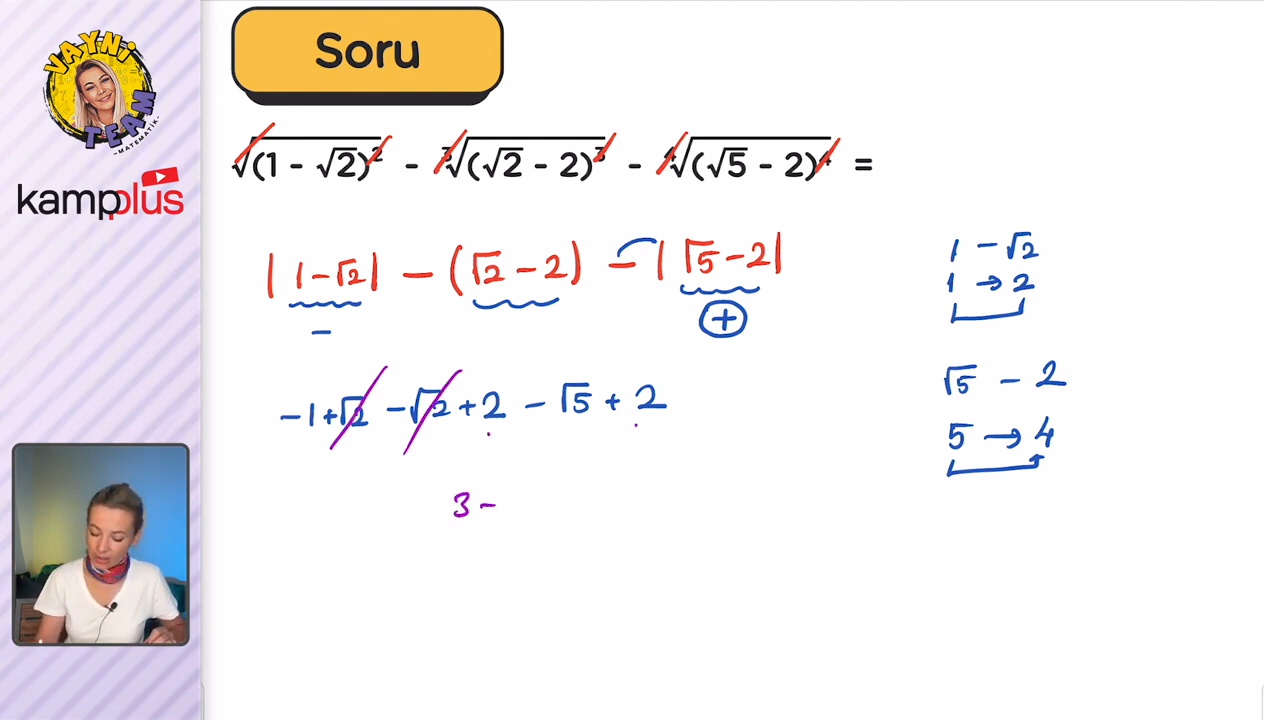 VAYNi
TEAM
-MATEMATİK-
kampplus
Soru
√(1 - √2)² - ³√(√2 - 2)³ - ⁴√(√5 - 2)⁴ =
|1-√2| - (√2 - 2) - |√5 - 2|
- +
-1+√2 -√2 +2 - √5 + 2
3 -
1 - √2
1 → 2
√5 - 2
5 → 4